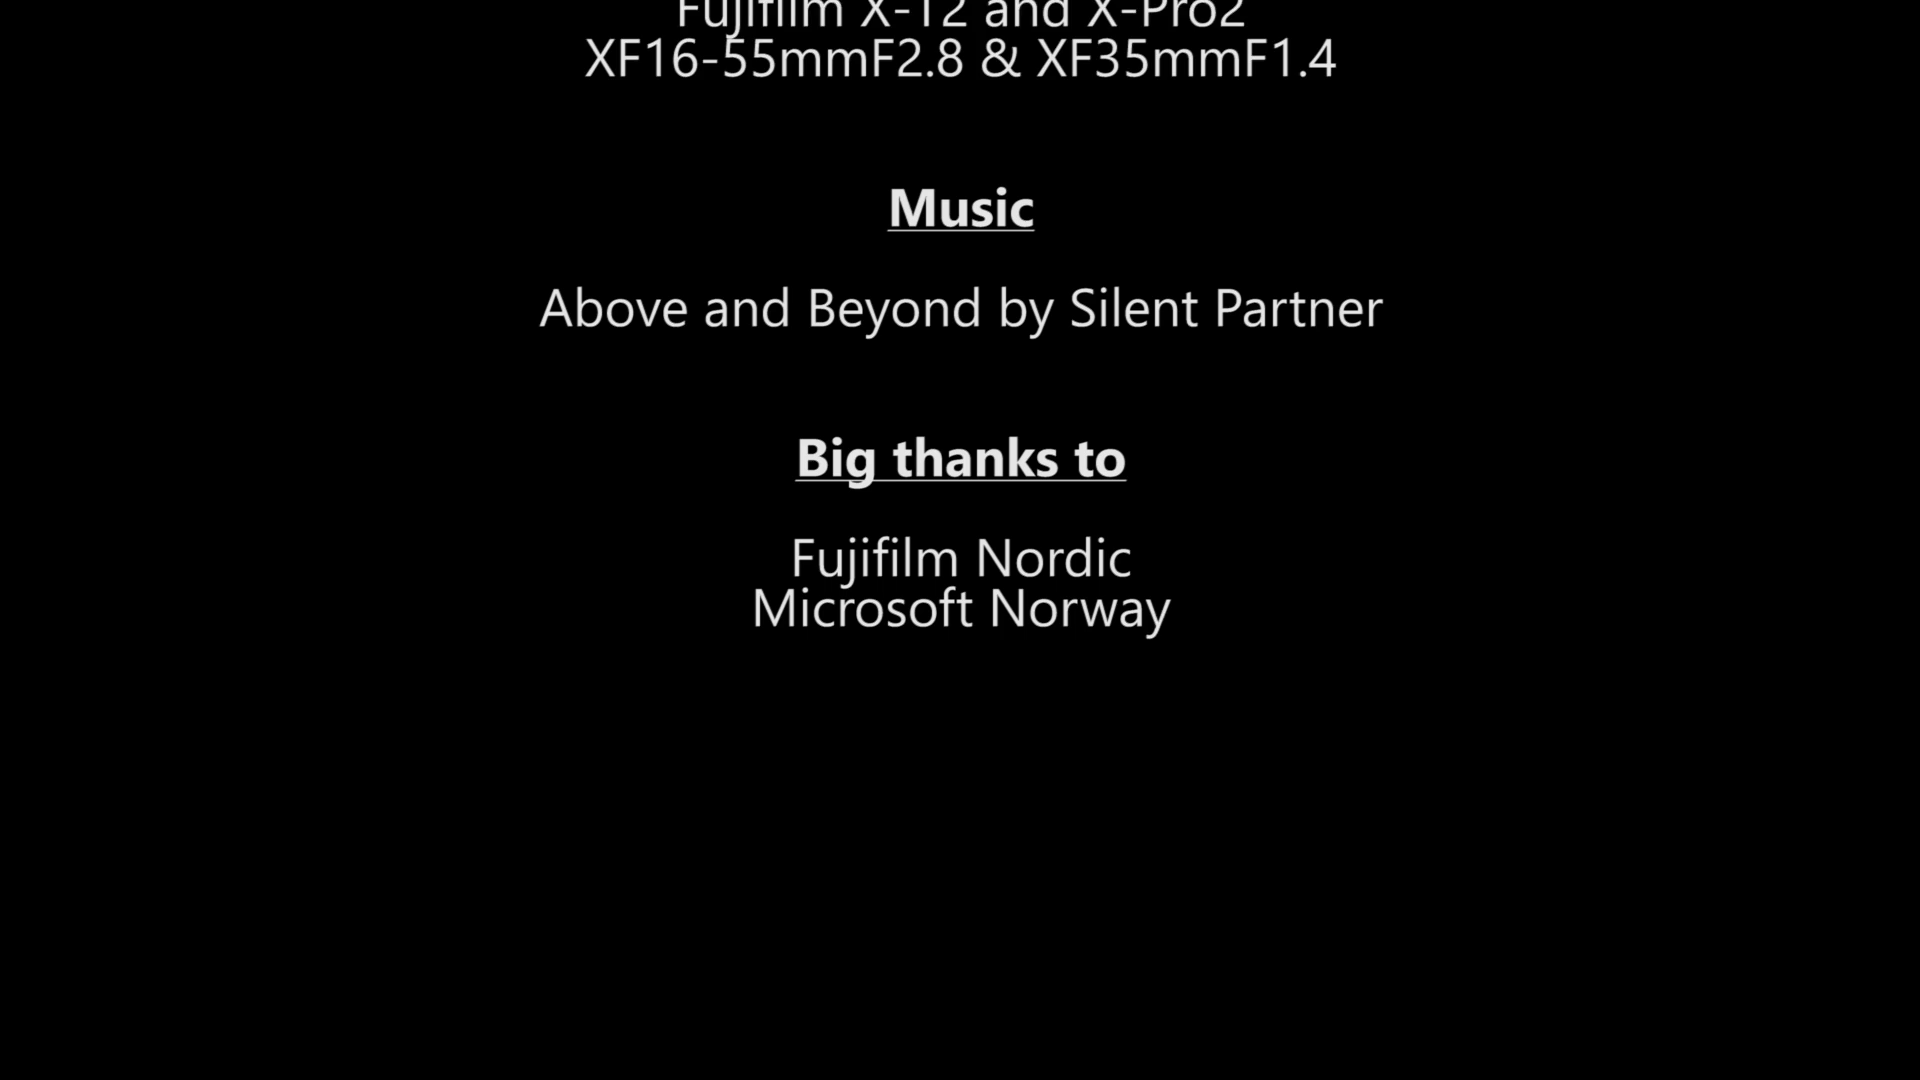 Fujifilm X-T2 and X-Pro2
XF16-55mmF2.8 & XF35mmF1.4
Music
Above and Beyond by Silent Partner
Big thanks to
Fujifilm Nordic
Microsoft Norway